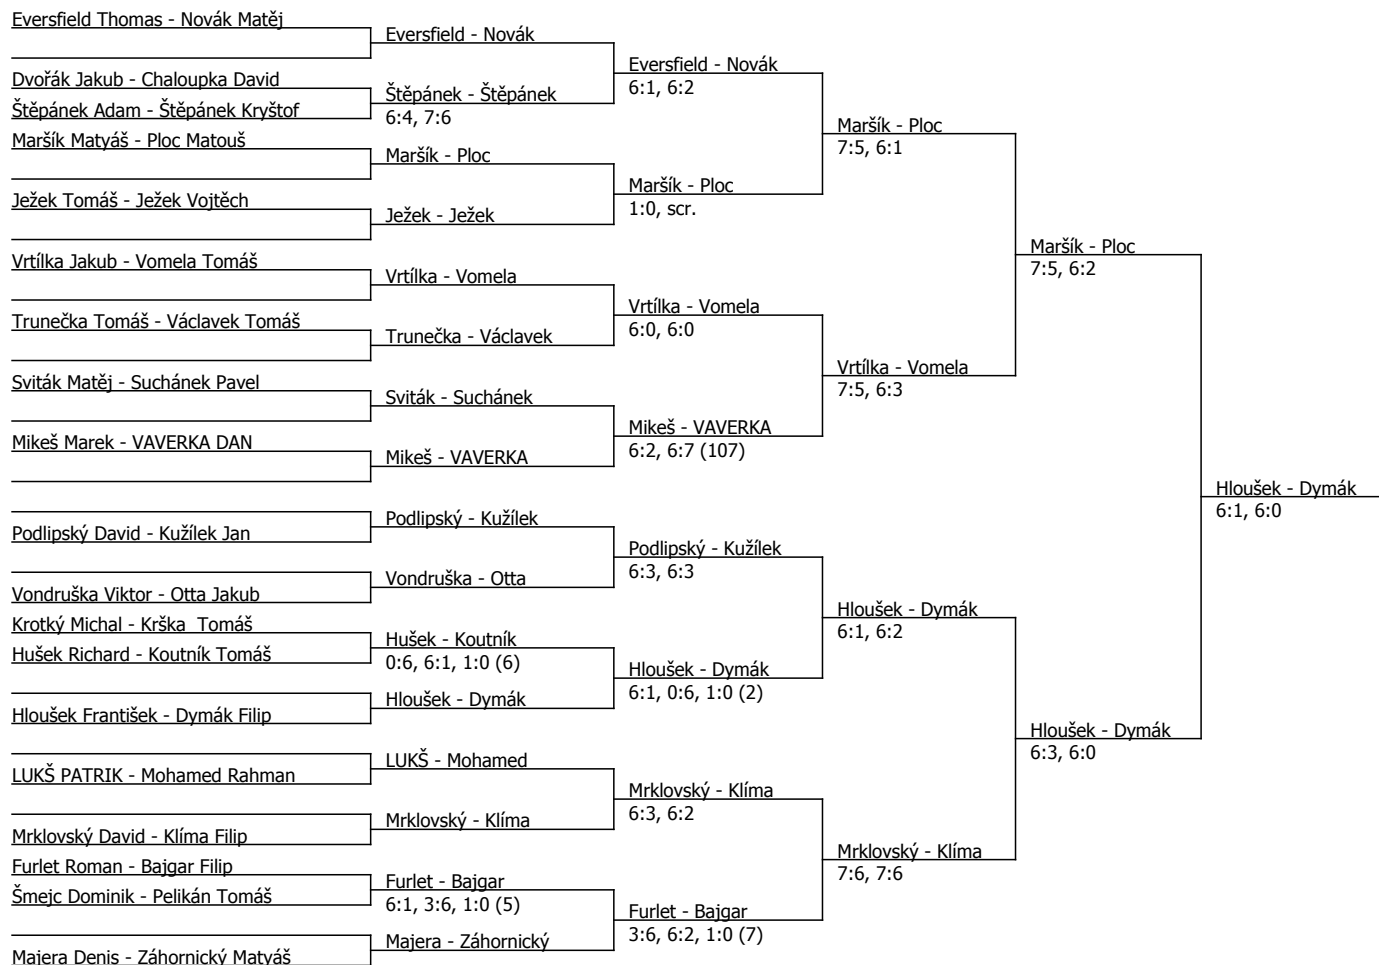 Eversfield Thomas - Novák Matěj
Dvořák Jakub - Chaloupka David
Štěpánek Adam - Štěpánek Kryštof
Maršík Matyáš - Ploc Matouš
Ježek Tomáš - Ježek Vojtěch
Vrtílka Jakub - Vomela Tomáš
Trunečka Tomáš - Václavek Tomáš
Sviták Matěj - Suchánek Pavel
Mikeš Marek - VAVERKA DAN
Podlipský David - Kužílek Jan
Vondruška Viktor - Otta Jakub
Krotký Michal - Krška  Tomáš
Hušek Richard - Koutník Tomáš
Hloušek František - Dymák Filip
LUKŠ PATRIK - Mohamed Rahman
Mrklovský David - Klíma Filip
Furlet Roman - Bajgar Filip
Šmejc Dominik - Pelikán Tomáš
Majera Denis - Záhornický Matyáš
Eversfield - Novák
Štěpánek - Štěpánek
6:4, 7:6
Maršík - Ploc
Ježek - Ježek
Vrtílka - Vomela
Trunečka - Václavek
Sviták - Suchánek
Mikeš - VAVERKA
Podlipský - Kužílek
Vondruška - Otta
Hušek - Koutník
0:6, 6:1, 1:0 (6)
Hloušek - Dymák
LUKŠ - Mohamed
Mrklovský - Klíma
Furlet - Bajgar
6:1, 3:6, 1:0 (5)
Majera - Záhornický
Eversfield - Novák
6:1, 6:2
Maršík - Ploc
1:0, scr.
Vrtílka - Vomela
6:0, 6:0
Mikeš - VAVERKA
6:2, 6:7 (107)
Podlipský - Kužílek
6:3, 6:3
Hloušek - Dymák
6:1, 0:6, 1:0 (2)
Mrklovský - Klíma
6:3, 6:2
Furlet - Bajgar
3:6, 6:2, 1:0 (7)
Maršík - Ploc
7:5, 6:1
Vrtílka - Vomela
7:5, 6:3
Hloušek - Dymák
6:1, 6:2
Mrklovský - Klíma
7:6, 7:6
Maršík - Ploc
7:5, 6:2
Hloušek - Dymák
6:3, 6:0
Hloušek - Dymák
6:1, 6:0